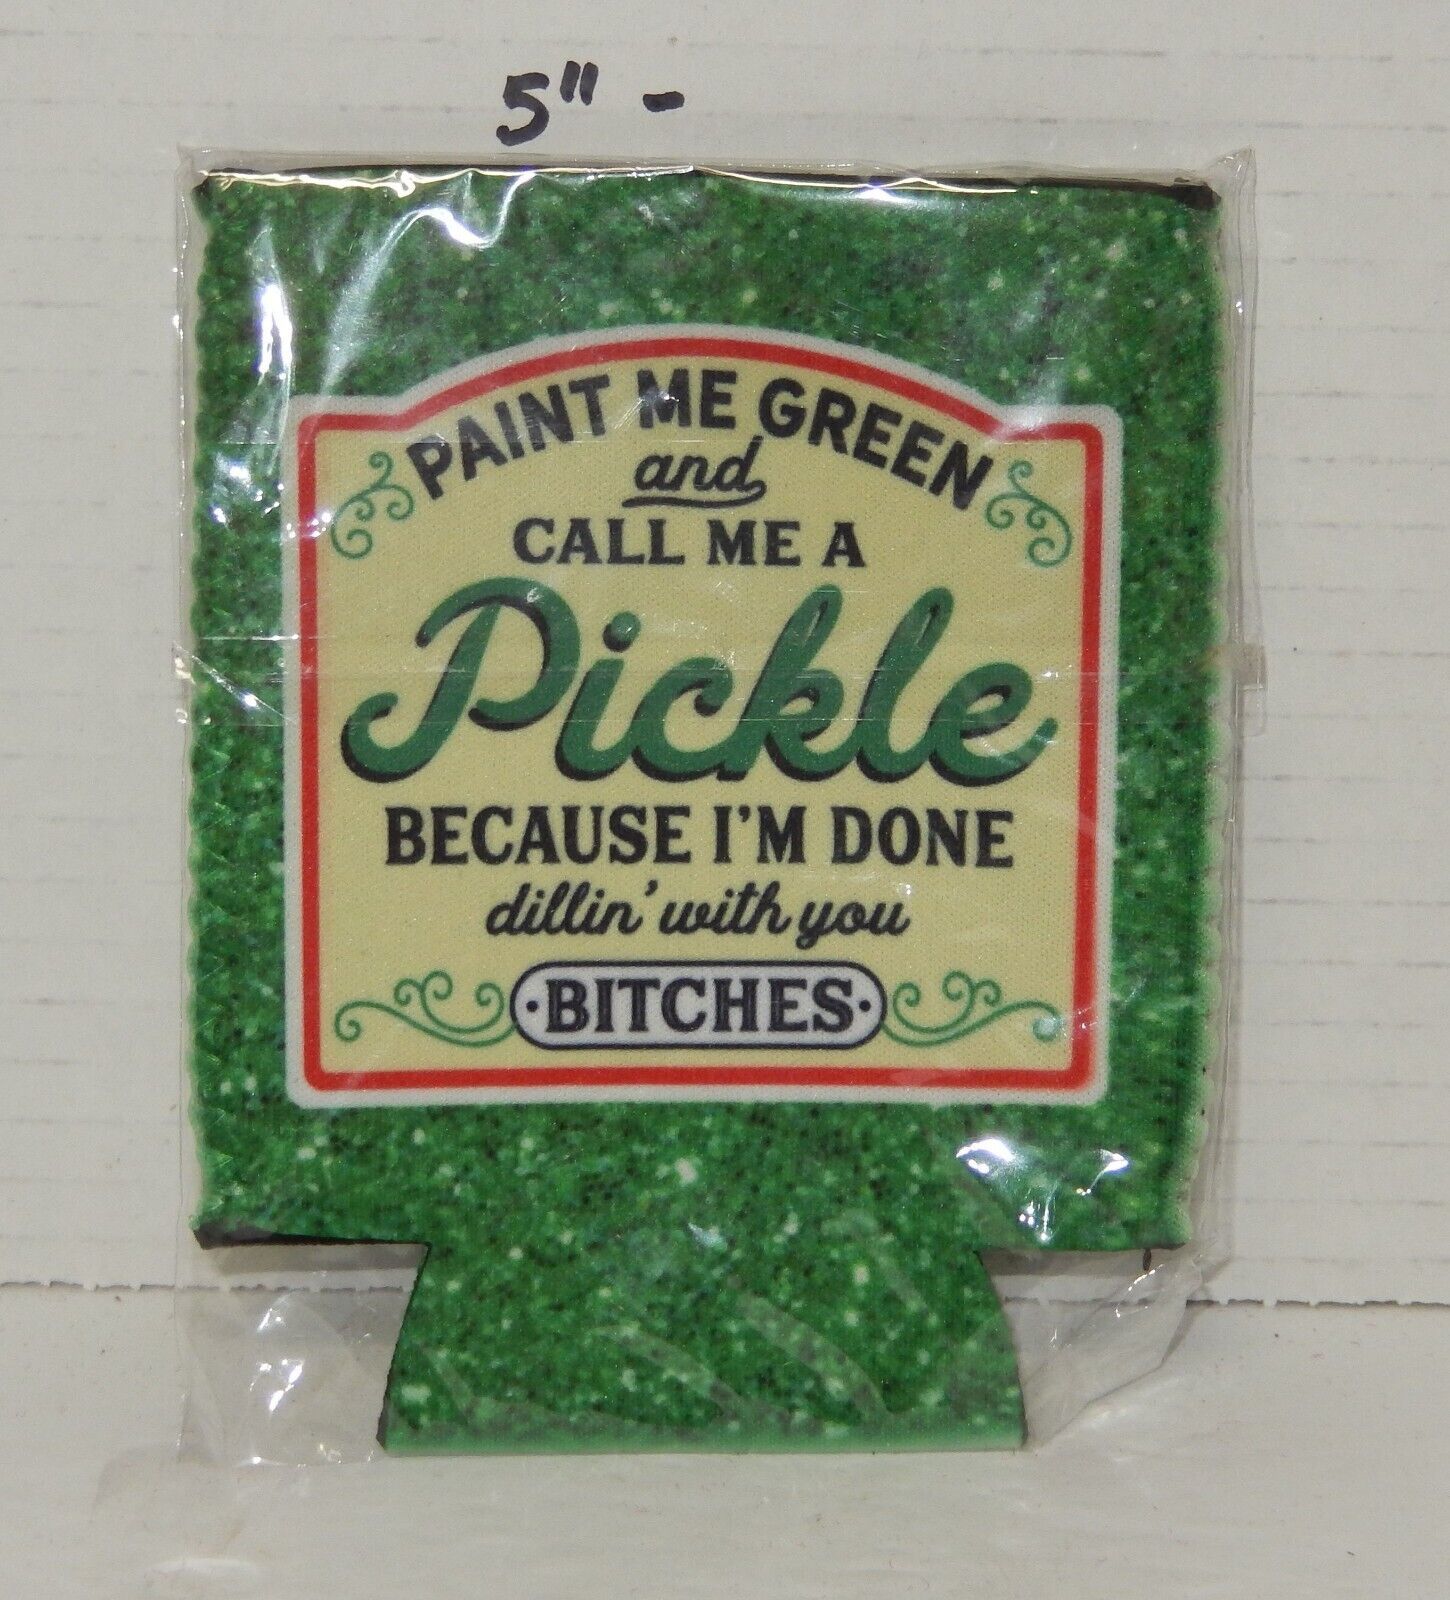 5" -
PAINT ME GREEN
and
CALL ME A
Pickle
BECAUSE I'M DONE
dillin' with you
·BITCHES·